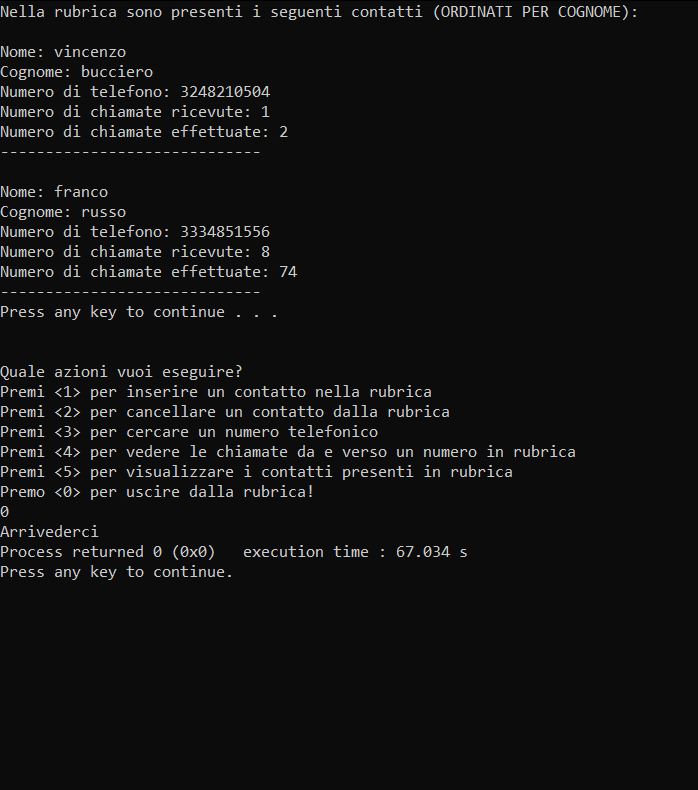 Nella rubrica sono presenti i seguenti contatti (ORDINATI PER COGNOME):
Nome: vincenzo
Cognome: bucciero
Numero di telefono: 3248210504
Numero di chiamate ricevute: 1
Numero di chiamate effettuate: 2
-----------------------------
Nome: franco
Cognome: russo
Numero di telefono: 3334851556
Numero di chiamate ricevute: 8
Numero di chiamate effettuate: 74
-----------------------------
Press any key to continue . . .
Quale azioni vuoi eseguire?
Premi <1> per inserire un contatto nella rubrica
Premi <2> per cancellare un contatto dalla rubrica
Premi <3> per cercare un numero telefonico
Premi <4> per vedere le chiamate da e verso un numero in rubrica
Premi <5> per visualizzare i contatti presenti in rubrica
Premo <0> per uscire dalla rubrica!
0
Arrivederci
Process returned 0 (0x0)   execution time : 67.034 s
Press any key to continue.